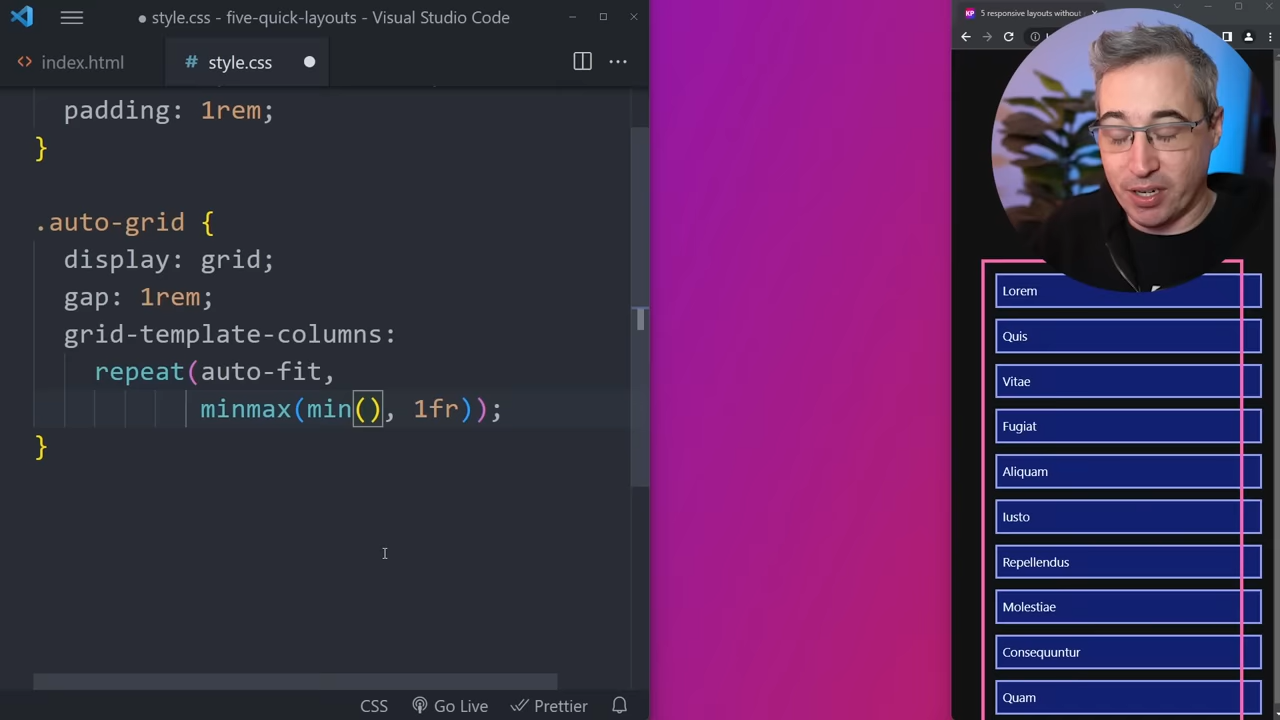 style.css - five-quick-layouts - Visual Studio Code
index.html
# style.css
padding: 1rem;
}
.auto-grid {
display: grid;
gap: 1rem;
grid-template-columns:
repeat(auto-fit,
minmax(min(), 1fr));
}
CSS
Go Live
Prettier
KP
5 responsive layouts without
Lorem
Quis
Vitae
Fugiat
Aliquam
Iusto
Repellendus
Molestiae
Consequuntur
Quam